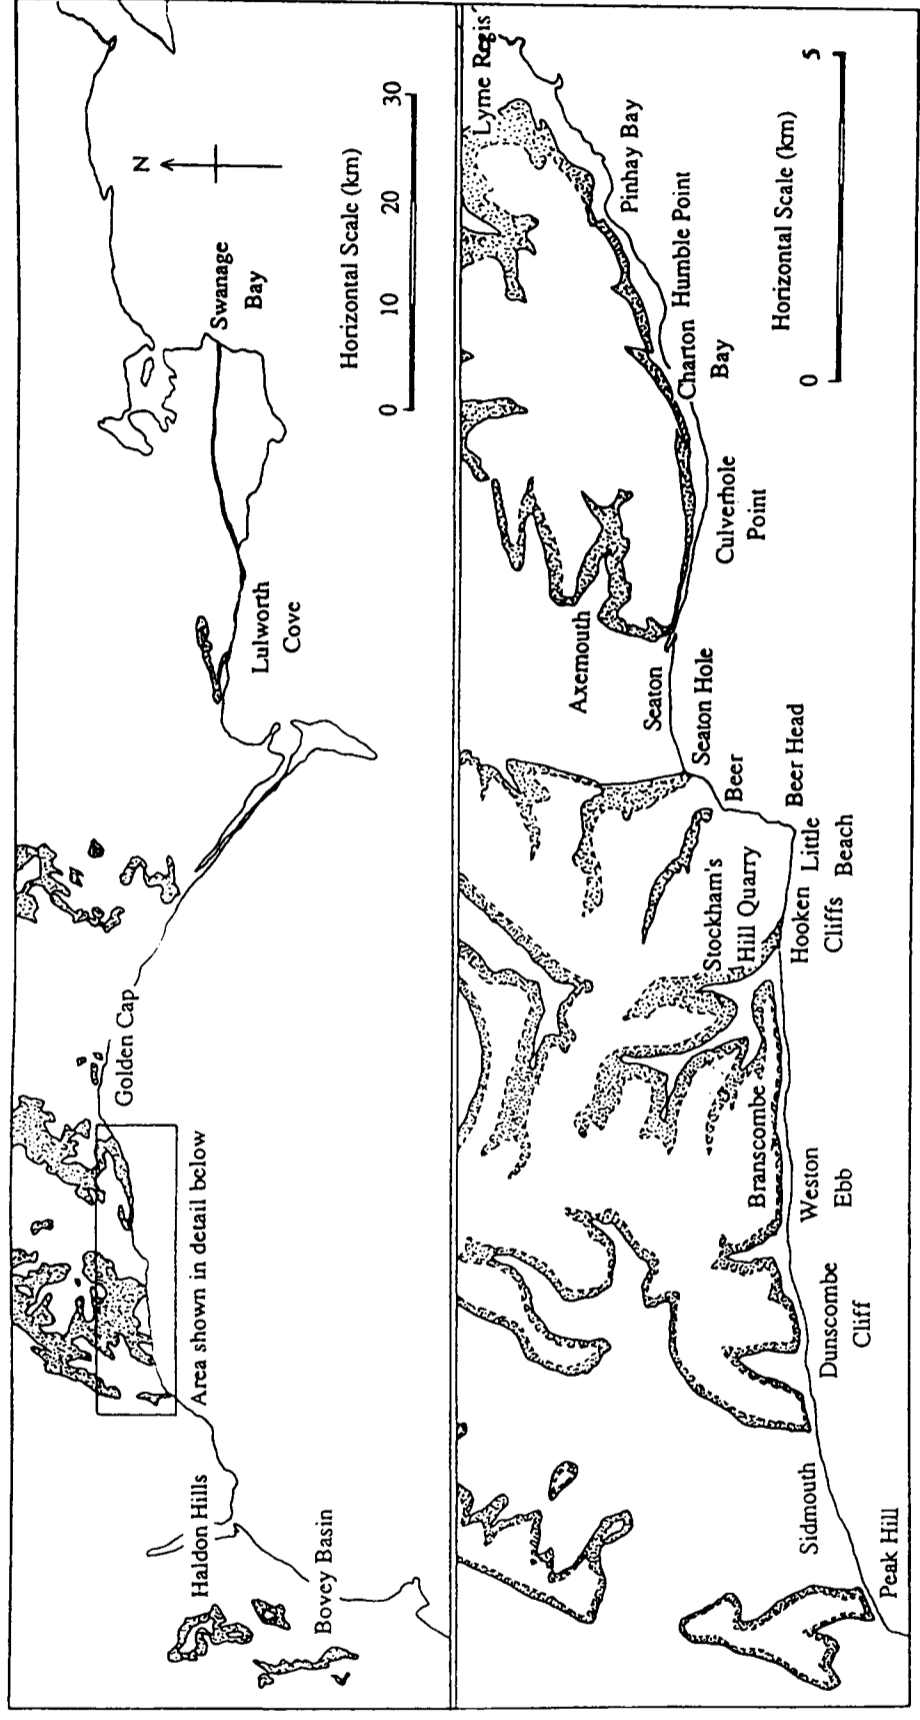 Haldon Hills
Bovey Basin
Area shown in detail below
Golden Cap
Lulworth
Cove
Swanage
Bay
N
Horizontal Scale (km)
0 10 20 30
Peak Hill
Sidmouth
Dunscombe
Cliff
Weston
Ebb
Branscombe
Stockham's
Hill Quarry
Hooken
Cliffs
Little
Beach
Beer Head
Beer
Seaton Hole
Seaton
Axemouth
Culverhole
Point
Charton
Bay
Humble Point
Pinhay Bay
Lyme Regis
Horizontal Scale (km)
0 5